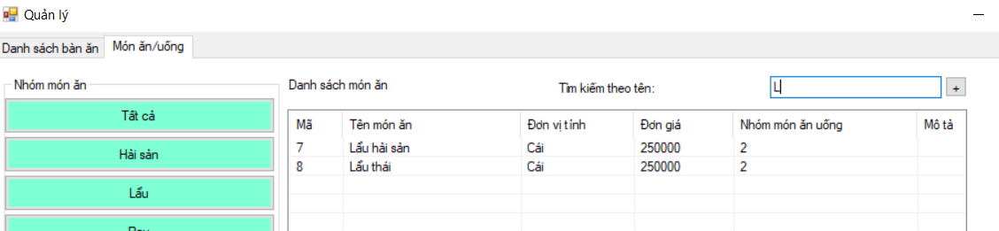 Quản lý
Danh sách bàn ăn Món ăn/uống
Nhóm món ăn
Tất cả
Hải sản
Lẩu
Danh sách món ăn
Tìm kiếm theo tên: L +
Mã Tên món ăn Đơn vị tính Đơn giá Nhóm món ăn uống Mô tả
7 Lẩu hải sản Cái 250000 2
8 Lẩu thái Cái 250000 2